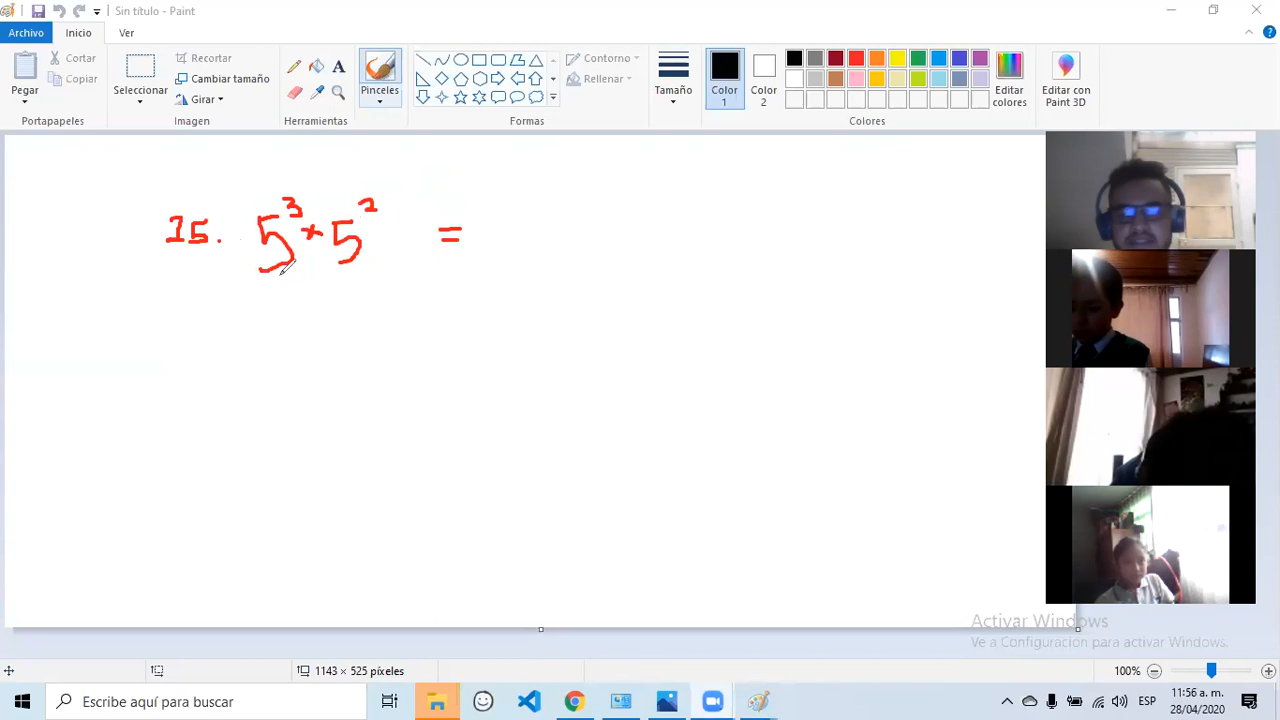 Sin título - Paint
Archivo Inicio Ver
Pegar
Cortar
Copiar
Portapapeles
Seleccionar
Recortar
Cambiar tamaño
Girar
Imagen
A
Herramientas
Pinceles
Contorno
Rellenar
Formas
Tamaño
Color 1
Color 2
Editar colores
Colores
Editar con Paint 3D
15. 5³ × 5² =
Activar Windows
Ve a Configuración para activar Windows.
1143 × 525 píxeles
100%
Escribe aquí para buscar
ESP
11:56 a. m.
28/04/2020